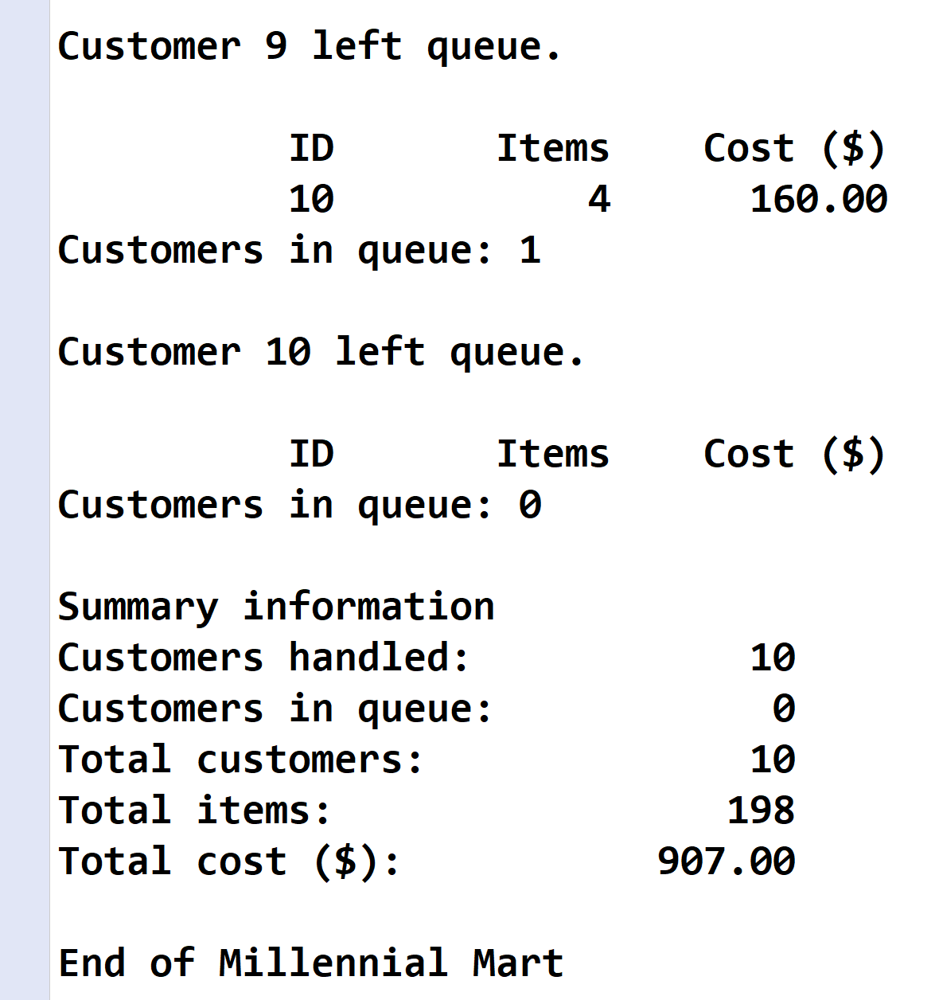 Customer 9 left queue.
ID Items Cost ($)
10 4 160.00
Customers in queue: 1
Customer 10 left queue.
ID Items Cost ($)
Customers in queue: 0
Summary information
Customers handled: 10
Customers in queue: 0
Total customers: 10
Total items: 198
Total cost ($): 907.00
End of Millennial Mart